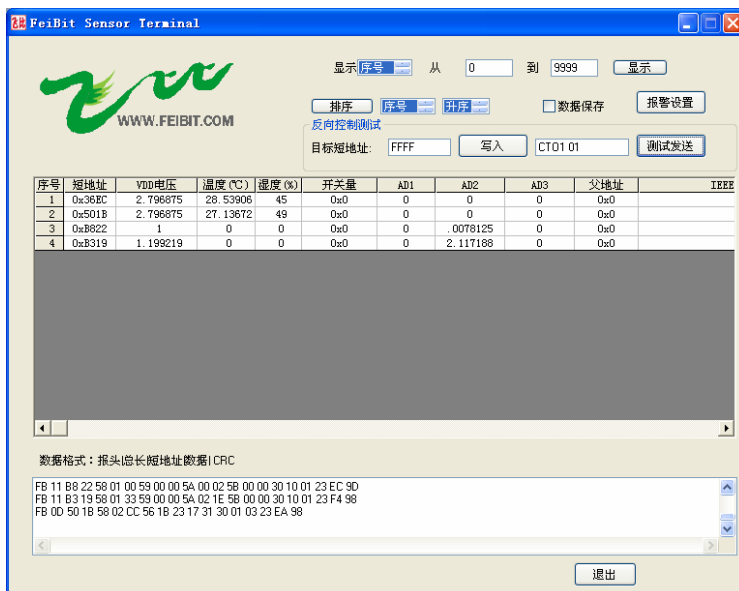 FeiBit Sensor Terminal
WWW.FEIBIT.COM
显示 序号 从 0 到 9999 显示
排序 序号 升序 数据保存 报警设置
反向控制测试
目标短地址: FFFF 写入 CT01 01 测试发送
序号 短地址 VDD电压 温度(℃) 湿度(%) 开关量 AD1 AD2 AD3 父地址 IEEE
1 0x36EC 2.796875 28.53906 45 0x0 0 0 0 0x0
2 0x501B 2.796875 27.13672 49 0x0 0 0 0 0x0
3 0xB822 1 0 0 0x0 0 .0078125 0 0x0
4 0xB319 1.199219 0 0 0x0 0 2.117188 0 0x0
数据格式：报头|总长|短地址|数据|CRC
FB 11 B8 22 58 01 00 59 00 00 5A 00 02 5B 00 00 30 10 01 23 EC 9D
FB 11 B3 19 58 01 33 59 00 00 5A 02 1E 5B 00 00 30 10 01 23 F4 98
FB 0D 50 1B 58 02 CC 56 1B 23 17 31 30 01 03 23 EA 98
退出